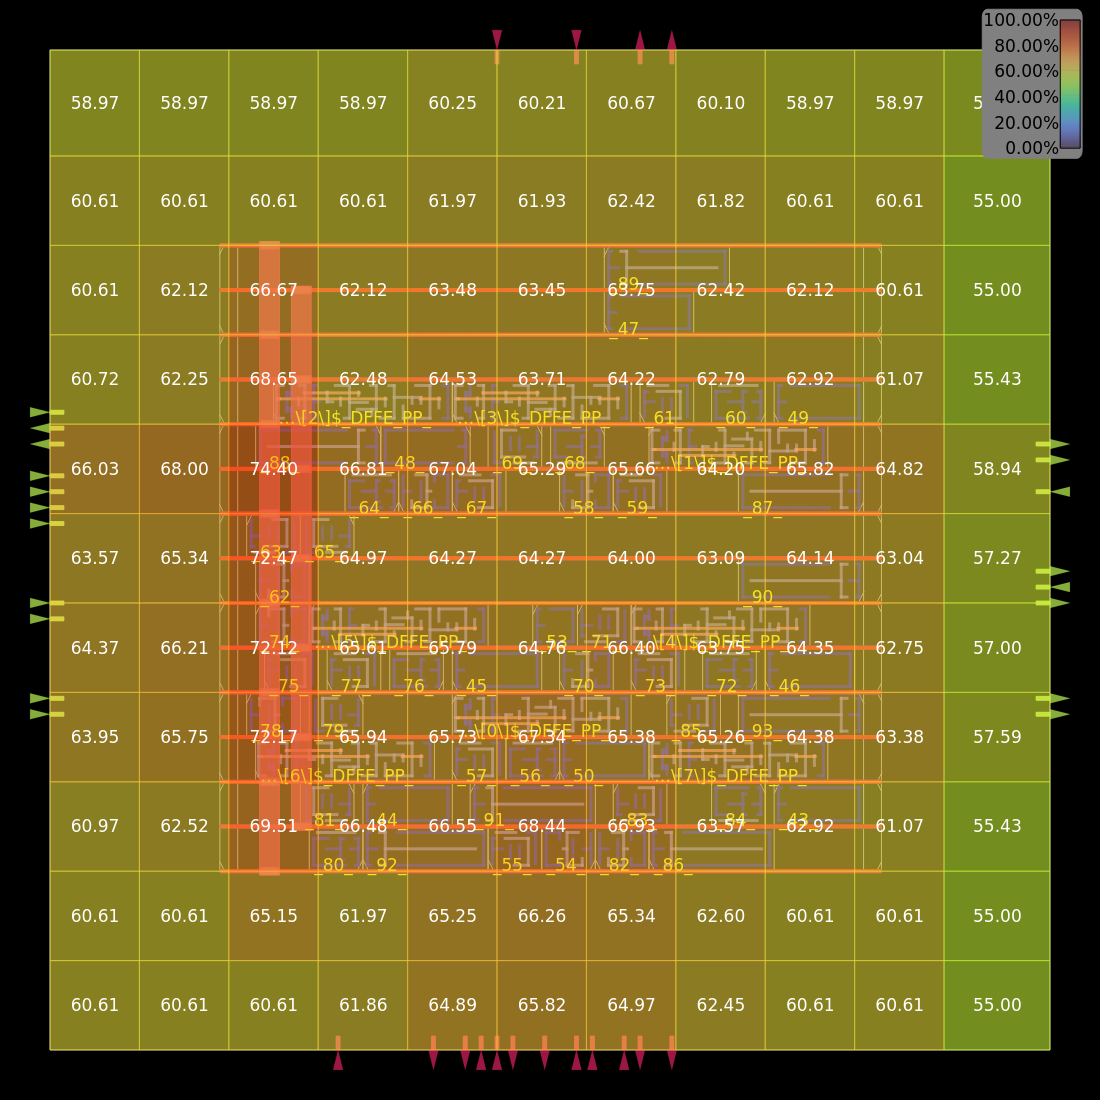 100.00%
80.00%
60.00%
40.00%
20.00%
0.00%
58.97 58.97 58.97 58.97 60.25 60.21 60.67 60.10 58.97 58.97
60.61 60.61 60.61 60.61 61.97 61.93 62.42 61.82 60.61 60.61 55.00
_89_
60.61 62.12 66.67 62.12 63.48 63.45 63.75 62.42 62.12 60.61 55.00
_47_
60.72 62.25 68.65 62.48 64.53 63.71 64.22 62.79 62.92 61.07 55.43
...\[2\]$_DFFE_PP_ ...\[3\]$_DFFE_PP_ _61_ _60_ _49_
_88_ _48_ _69_ _68_ ...\[1\]$_DFFE_PP_
66.03 68.00 74.40 66.81 67.04 65.29 65.66 64.20 65.82 64.82 58.94
_64_ _66_ _67_ _58_ _59_ _87_
_63_ _65_
63.57 65.34 72.47 64.97 64.27 64.27 64.00 63.09 64.14 63.04 57.27
_62_ _90_
_74_ ...\[5\]$_DFFE_PP_ _53_ _71_ ...\[4\]$_DFFE_PP_
64.37 66.21 72.12 65.61 65.79 64.76 66.40 63.75 64.35 62.75 57.00
_75_ _77_ _76_ _45_ _70_ _73_ _72_ _46_
_78_ _79_ ...\[0\]$_DFFE_PP_ _85_ _93_
63.95 65.75 72.17 65.94 65.73 67.34 65.38 65.26 64.38 63.38 57.59
...\[6\]$_DFFE_PP_ _57_ _56_ _50_ ...\[7\]$_DFFE_PP_
_81_ _44_ _91_ _83_ _84_ _43_
60.97 62.52 69.51 66.48 66.55 68.44 66.93 63.57 62.92 61.07 55.43
_80_ _92_ _55_ _54_ _82_ _86_
60.61 60.61 65.15 61.97 65.25 66.26 65.34 62.60 60.61 60.61 55.00
60.61 60.61 60.61 61.86 64.89 65.82 64.97 62.45 60.61 60.61 55.00